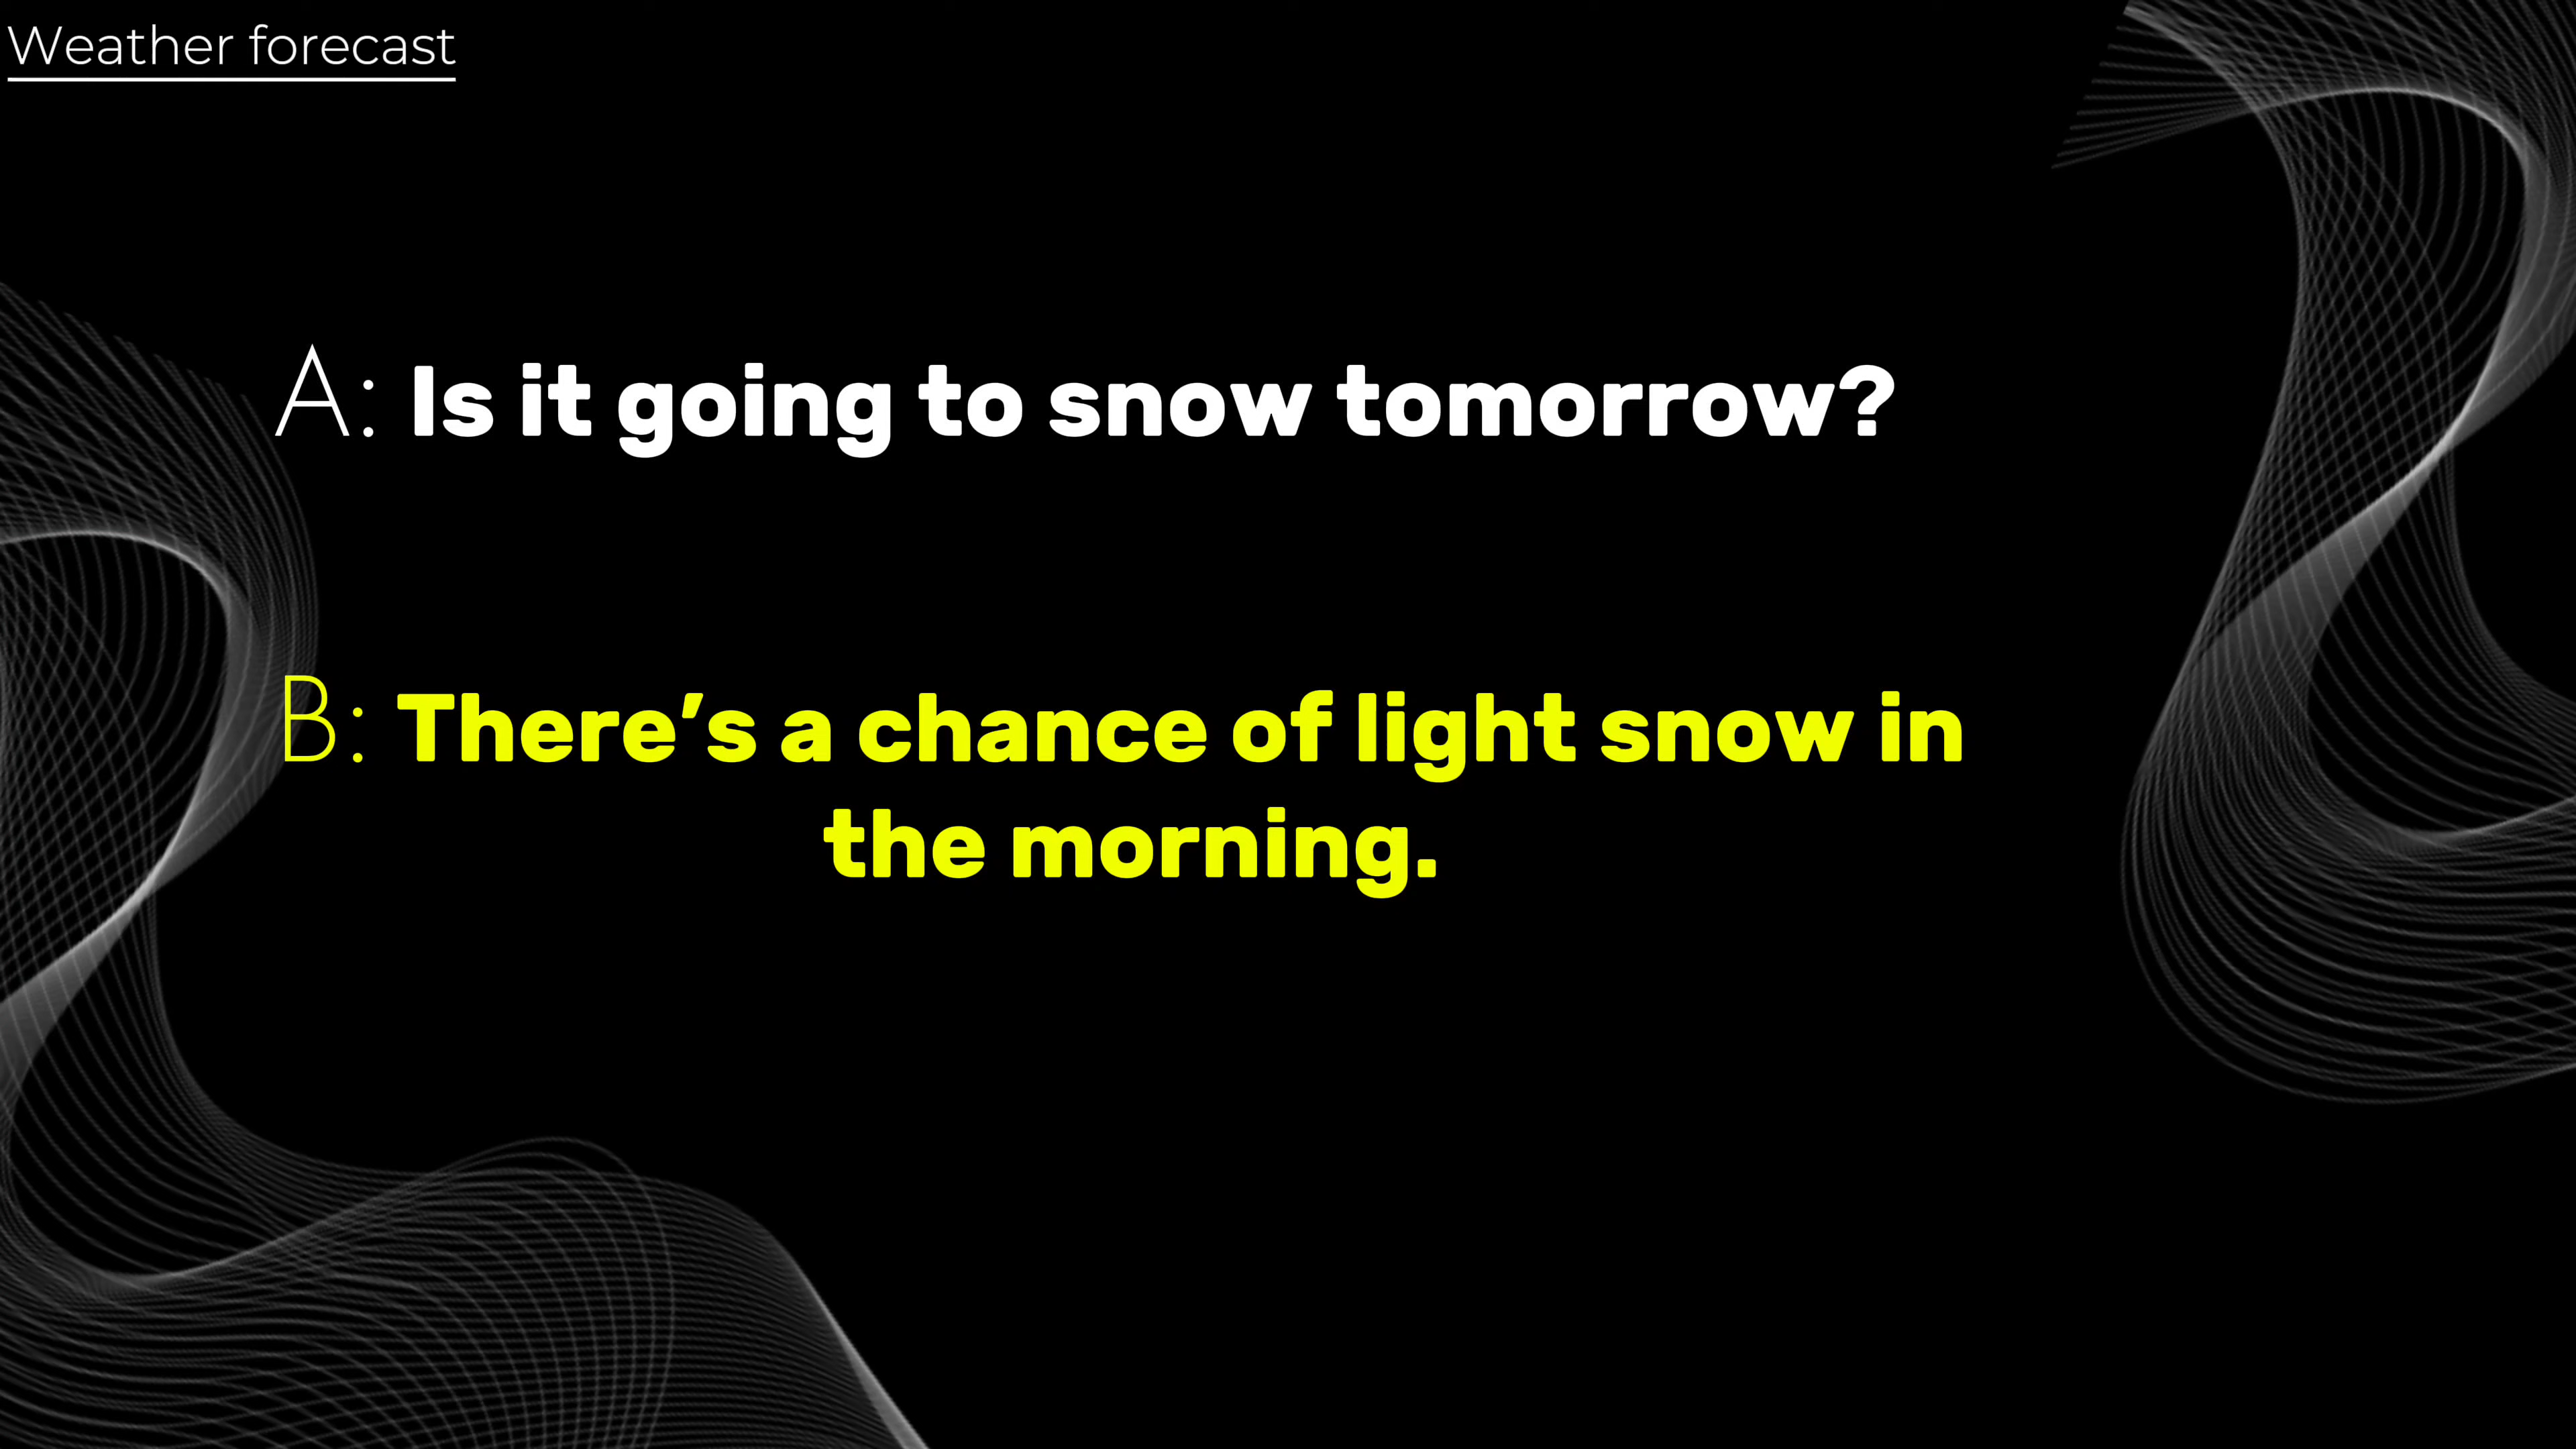 Weather forecast
A: Is it going to snow tomorrow?
B: There’s a chance of light snow in
the morning.